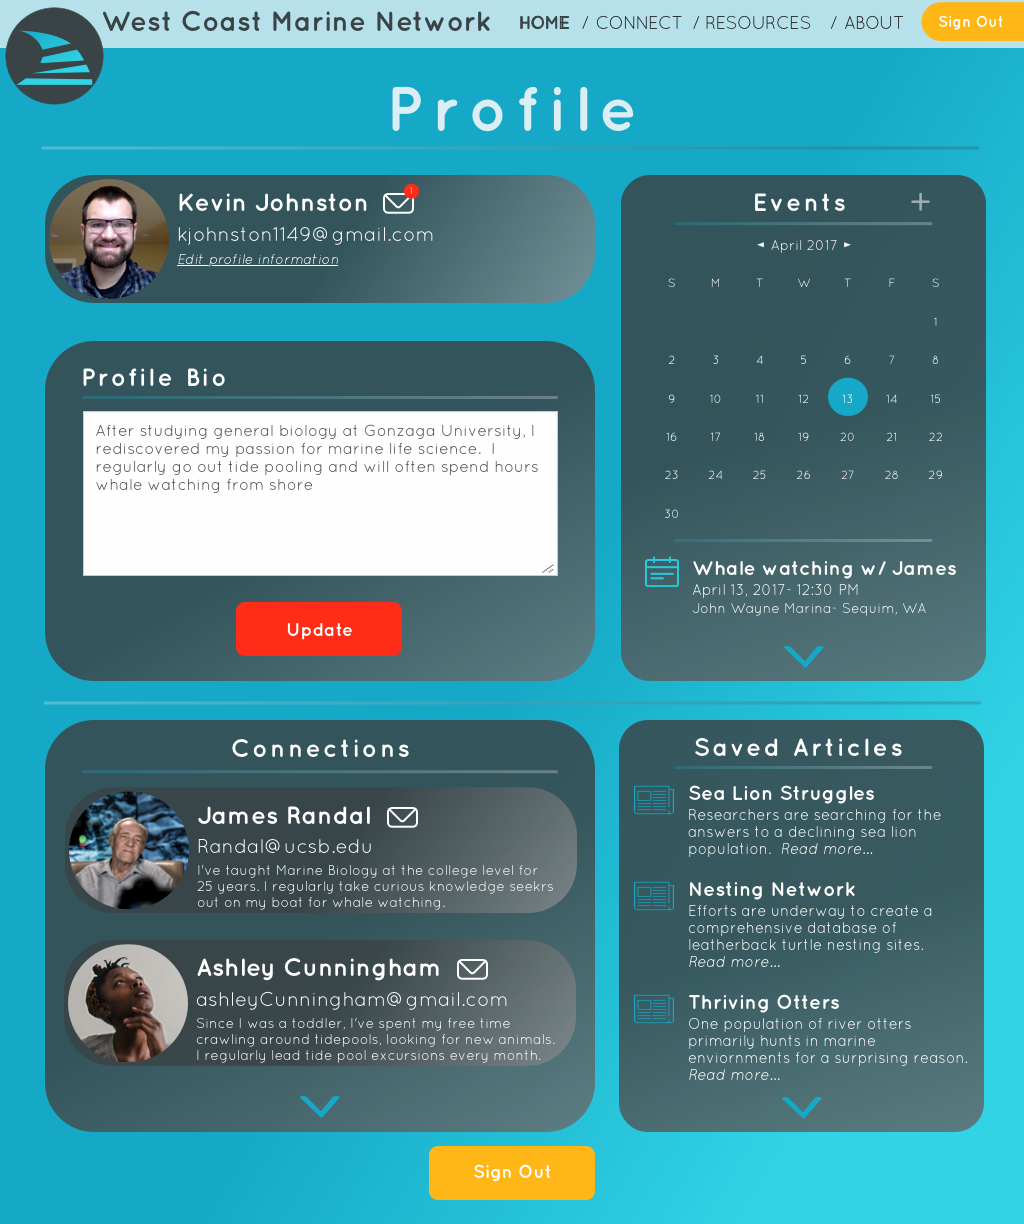 West Coast Marine Network
HOME / CONNECT / RESOURCES / ABOUT
Sign Out
Profile
Kevin Johnston
1
kjohnston1149@gmail.com
Edit profile information
Profile Bio
After studying general biology at Gonzaga University, I
rediscovered my passion for marine life science.  I
regularly go out tide pooling and will often spend hours
whale watching from shore
Update
Events
+
◄ April 2017 ►
S M T W T F S
1
2 3 4 5 6 7 8
9 10 11 12 13 14 15
16 17 18 19 20 21 22
23 24 25 26 27 28 29
30
Whale watching w/ James
April 13, 2017- 12:30 PM
John Wayne Marina- Sequim, WA
Connections
James Randal
Randal@ucsb.edu
I've taught Marine Biology at the college level for
25 years. I regularly take curious knowledge seekrs
out on my boat for whale watching.
Ashley Cunningham
ashleyCunningham@gmail.com
Since I was a toddler, I've spent my free time
crawling around tidepools, looking for new animals.
I regularly lead tide pool excursions every month.
Saved Articles
Sea Lion Struggles
Researchers are searching for the
answers to a declining sea lion
population.  Read more...
Nesting Network
Efforts are underway to create a
comprehensive database of
leatherback turtle nesting sites.
Read more...
Thriving Otters
One population of river otters
primarily hunts in marine
enviornments for a surprising reason.
Read more...
Sign Out